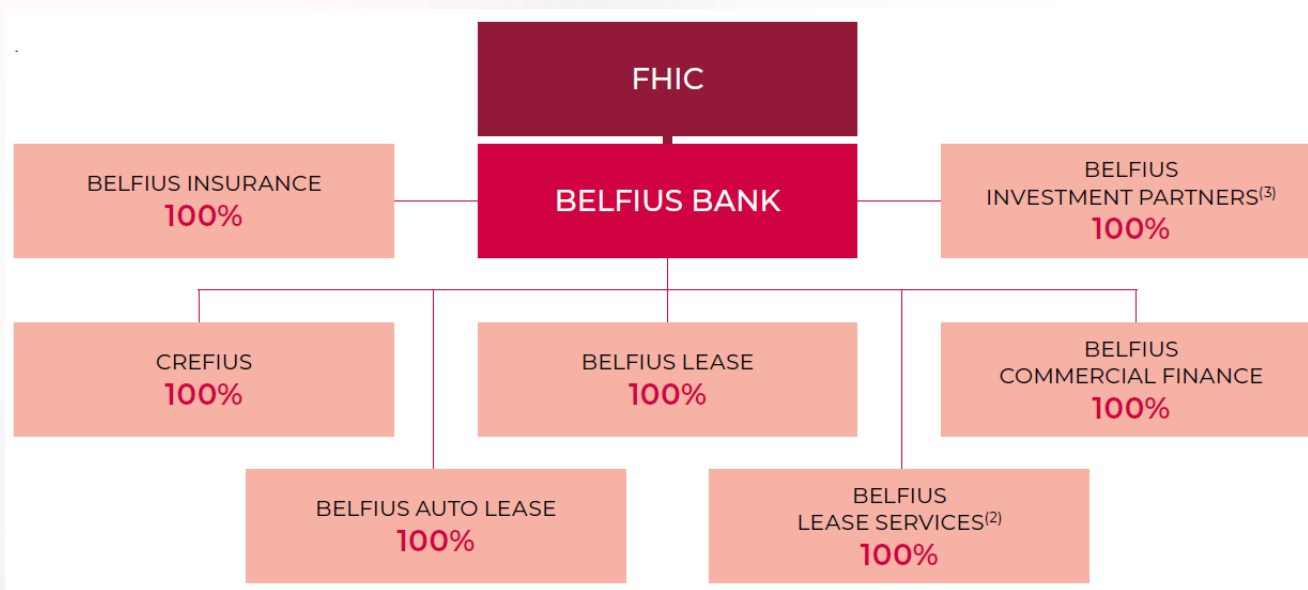 FHIC
BELFIUS INSURANCE
100%
BELFIUS BANK
BELFIUS
INVESTMENT PARTNERS(3)
100%
CREFIUS
100%
BELFIUS LEASE
100%
BELFIUS
COMMERCIAL FINANCE
100%
BELFIUS AUTO LEASE
100%
BELFIUS
LEASE SERVICES(2)
100%